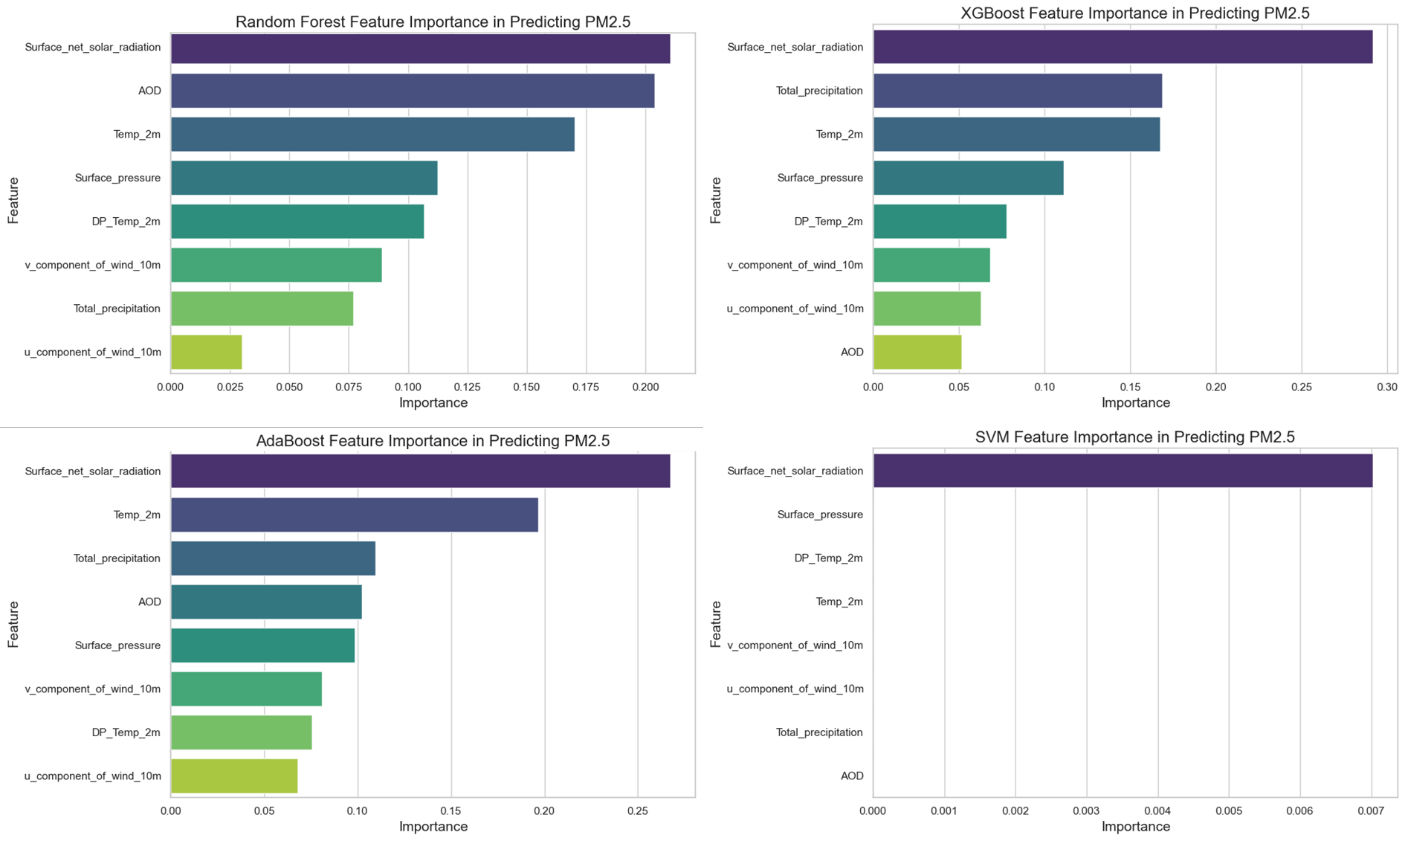 Random Forest Feature Importance in Predicting PM2.5
Surface_net_solar_radiation
AOD
Temp_2m
Surface_pressure
DP_Temp_2m
v_component_of_wind_10m
Total_precipitation
u_component_of_wind_10m
Feature
0.000 0.025 0.050 0.075 0.100 0.125 0.150 0.175 0.200
Importance
XGBoost Feature Importance in Predicting PM2.5
Surface_net_solar_radiation
Total_precipitation
Temp_2m
Surface_pressure
DP_Temp_2m
v_component_of_wind_10m
u_component_of_wind_10m
AOD
Feature
0.00 0.05 0.10 0.15 0.20 0.25 0.30
Importance
AdaBoost Feature Importance in Predicting PM2.5
Surface_net_solar_radiation
Temp_2m
Total_precipitation
AOD
Surface_pressure
v_component_of_wind_10m
DP_Temp_2m
u_component_of_wind_10m
Feature
0.00 0.05 0.10 0.15 0.20 0.25
Importance
SVM Feature Importance in Predicting PM2.5
Surface_net_solar_radiation
Surface_pressure
DP_Temp_2m
Temp_2m
v_component_of_wind_10m
u_component_of_wind_10m
Total_precipitation
AOD
Feature
0.000 0.001 0.002 0.003 0.004 0.005 0.006 0.007
Importance